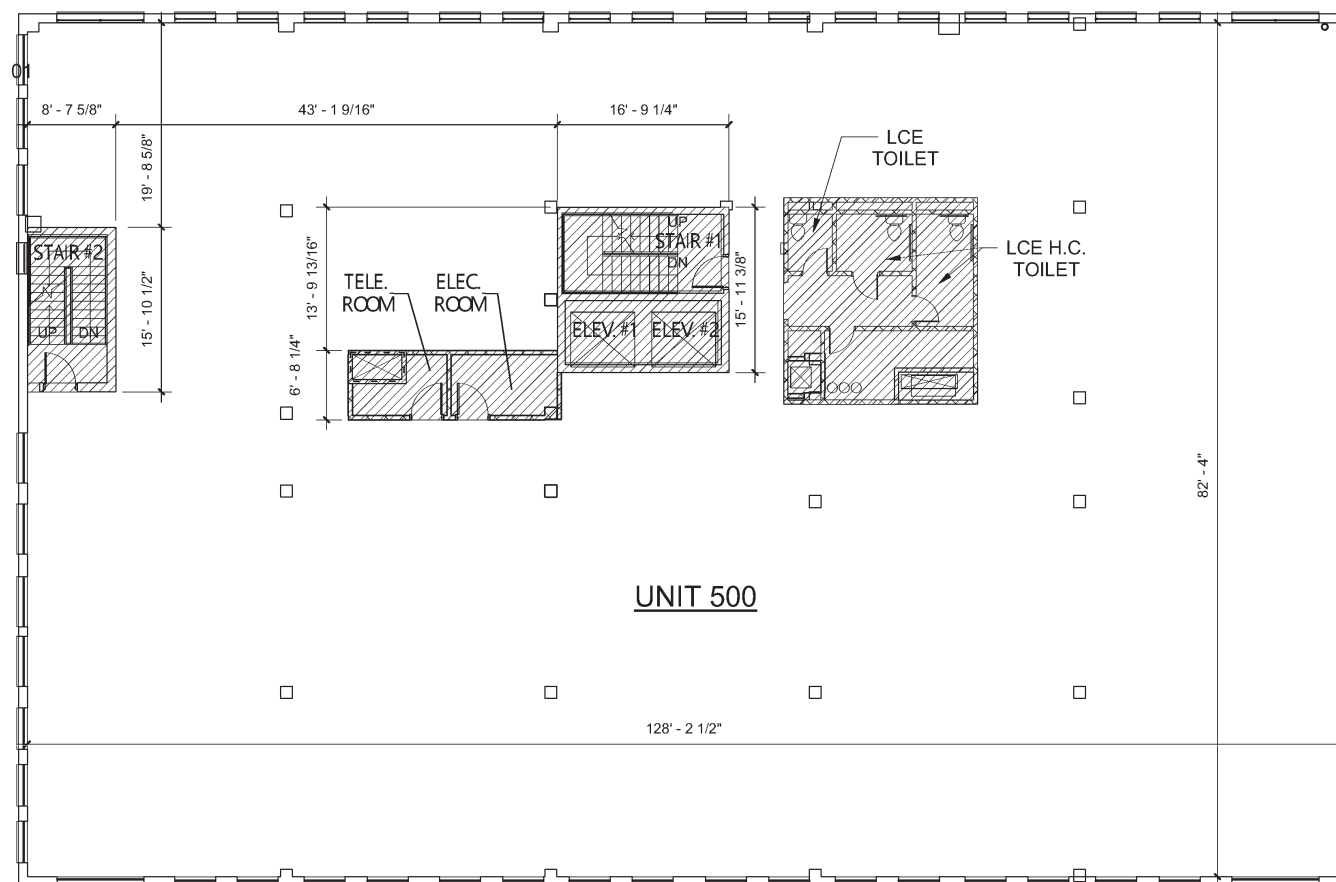 01
8' - 7 5/8"
43' - 1 9/16"
16' - 9 1/4"
19' - 8 5/8"
LCE
TOILET
UP
STAIR #1
DN
STAIR #2
UP DN
15' - 10 1/2"
TELE.
ROOM
ELEC.
ROOM
13' - 9 13/16"
6' - 8 1/4"
ELEV. #1
ELEV. #2
15' - 11 3/8"
LCE H.C.
TOILET
82' - 4"
UNIT 500
128' - 2 1/2"